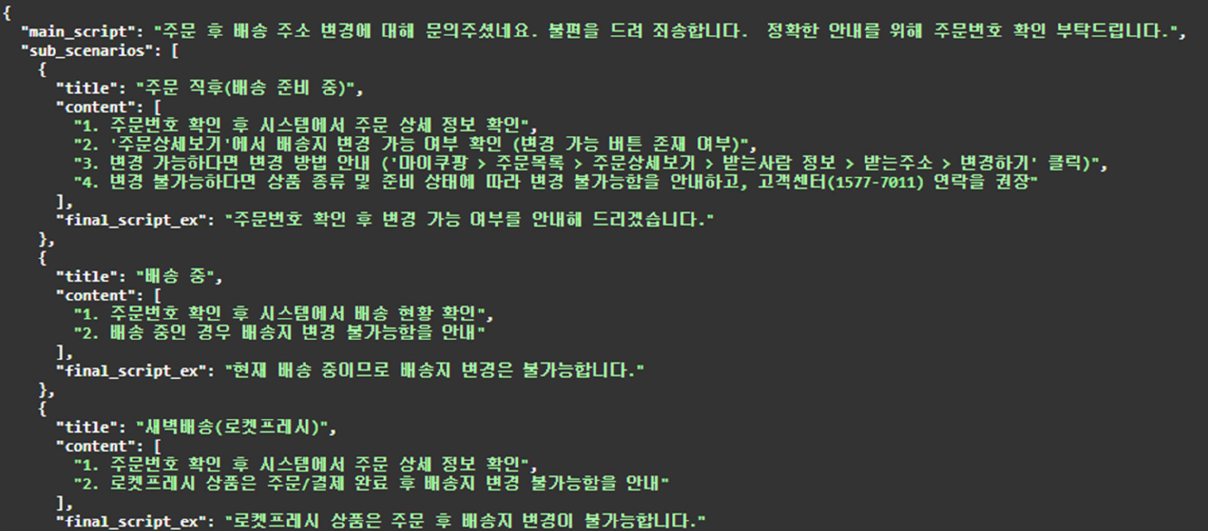 {
"main_script": "주문 후 배송 주소 변경에 대해 문의주셨네요. 불편을 드려 죄송합니다.  정확한 안내를 위해 주문번호 확인 부탁드립니다.",
"sub_scenarios": [
{
"title": "주문 직후(배송 준비 중)",
"content": [
"1. 주문번호 확인 후 시스템에서 주문 상세 정보 확인",
"2. '주문상세보기'에서 배송지 변경 가능 여부 확인 (변경 가능 버튼 존재 여부)",
"3. 변경 가능하다면 변경 방법 안내 ('마이쿠팡 > 주문목록 > 주문상세보기 > 받는사람 정보 > 받는주소 > 변경하기' 클릭)",
"4. 변경 불가능하다면 상품 종류 및 준비 상태에 따라 변경 불가능함을 안내하고, 고객센터(1577-7011) 연락을 권장"
],
"final_script_ex": "주문번호 확인 후 변경 가능 여부를 안내해 드리겠습니다."
},
{
"title": "배송 중",
"content": [
"1. 주문번호 확인 후 시스템에서 배송 현황 확인",
"2. 배송 중인 경우 배송지 변경 불가능함을 안내"
],
"final_script_ex": "현재 배송 중이므로 배송지 변경은 불가능합니다."
},
{
"title": "새벽배송(로켓프레시)",
"content": [
"1. 주문번호 확인 후 시스템에서 주문 상세 정보 확인",
"2. 로켓프레시 상품은 주문/결제 완료 후 배송지 변경 불가능함을 안내"
],
"final_script_ex": "로켓프레시 상품은 주문 후 배송지 변경이 불가능합니다."